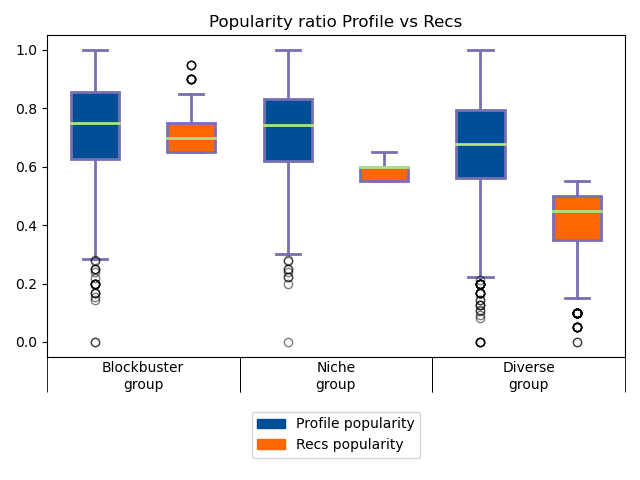 Popularity ratio Profile vs Recs
1.0
0.8
0.6
0.4
0.2
0.0
Blockbuster
group
Niche
group
Diverse
group
Profile popularity
Recs popularity